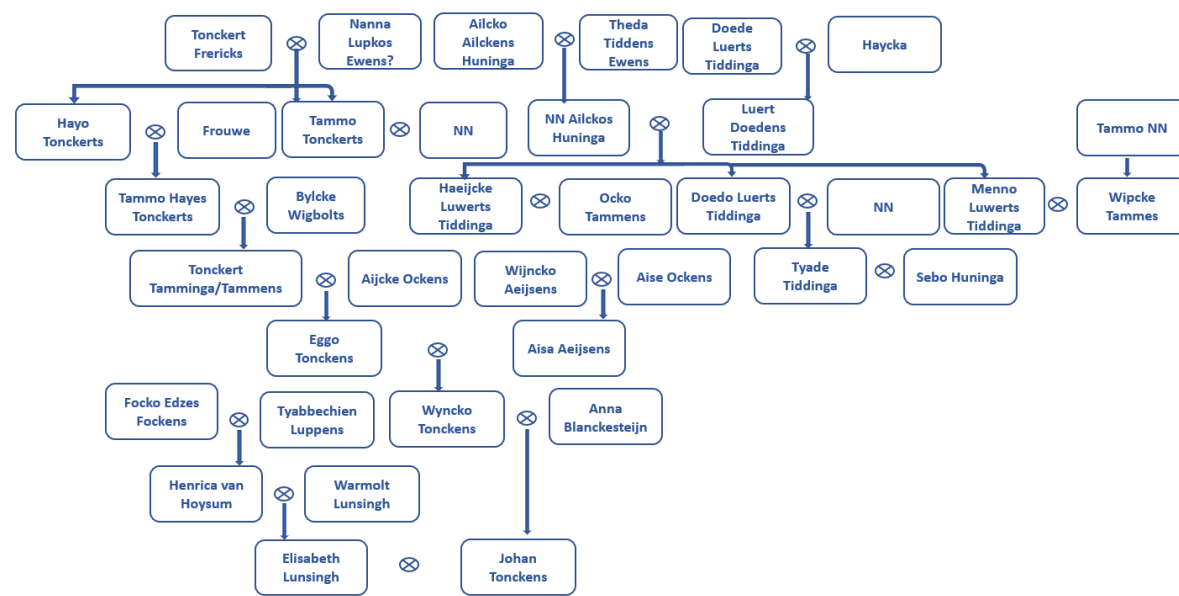 Tonckert
Frericks
Nanna
Lupkos
Ewens?
Ailcko
Ailckens
Huninga
Theda
Tiddens
Ewens
Doede
Luerts
Tiddinga
Haycka
Hayo
Tonckerts
Frouwe
Tammo
Tonckerts
NN
NN Ailckos
Huninga
Luert
Doedens
Tiddinga
Tammo NN
Tammo Hayes
Tonckerts
Bylcke
Wigbolts
Haeijcke
Luwerts
Tiddinga
Ocko
Tammens
Doedo Luerts
Tiddinga
NN
Menno
Luwerts
Tiddinga
Wipcke
Tammes
Tonckert
Tamminga/Tammens
Aijcke Ockens
Wijncko
Aeijsens
Aise Ockens
Tyade
Tiddinga
Sebo Huninga
Eggo
Tonckens
Aisa Aeijsens
Focko Edzes
Fockens
Tyabbechien
Luppens
Wyncko
Tonckens
Anna
Blanckesteijn
Henrica van
Hoysum
Warmolt
Lunsingh
Elisabeth
Lunsingh
Johan
Tonckens